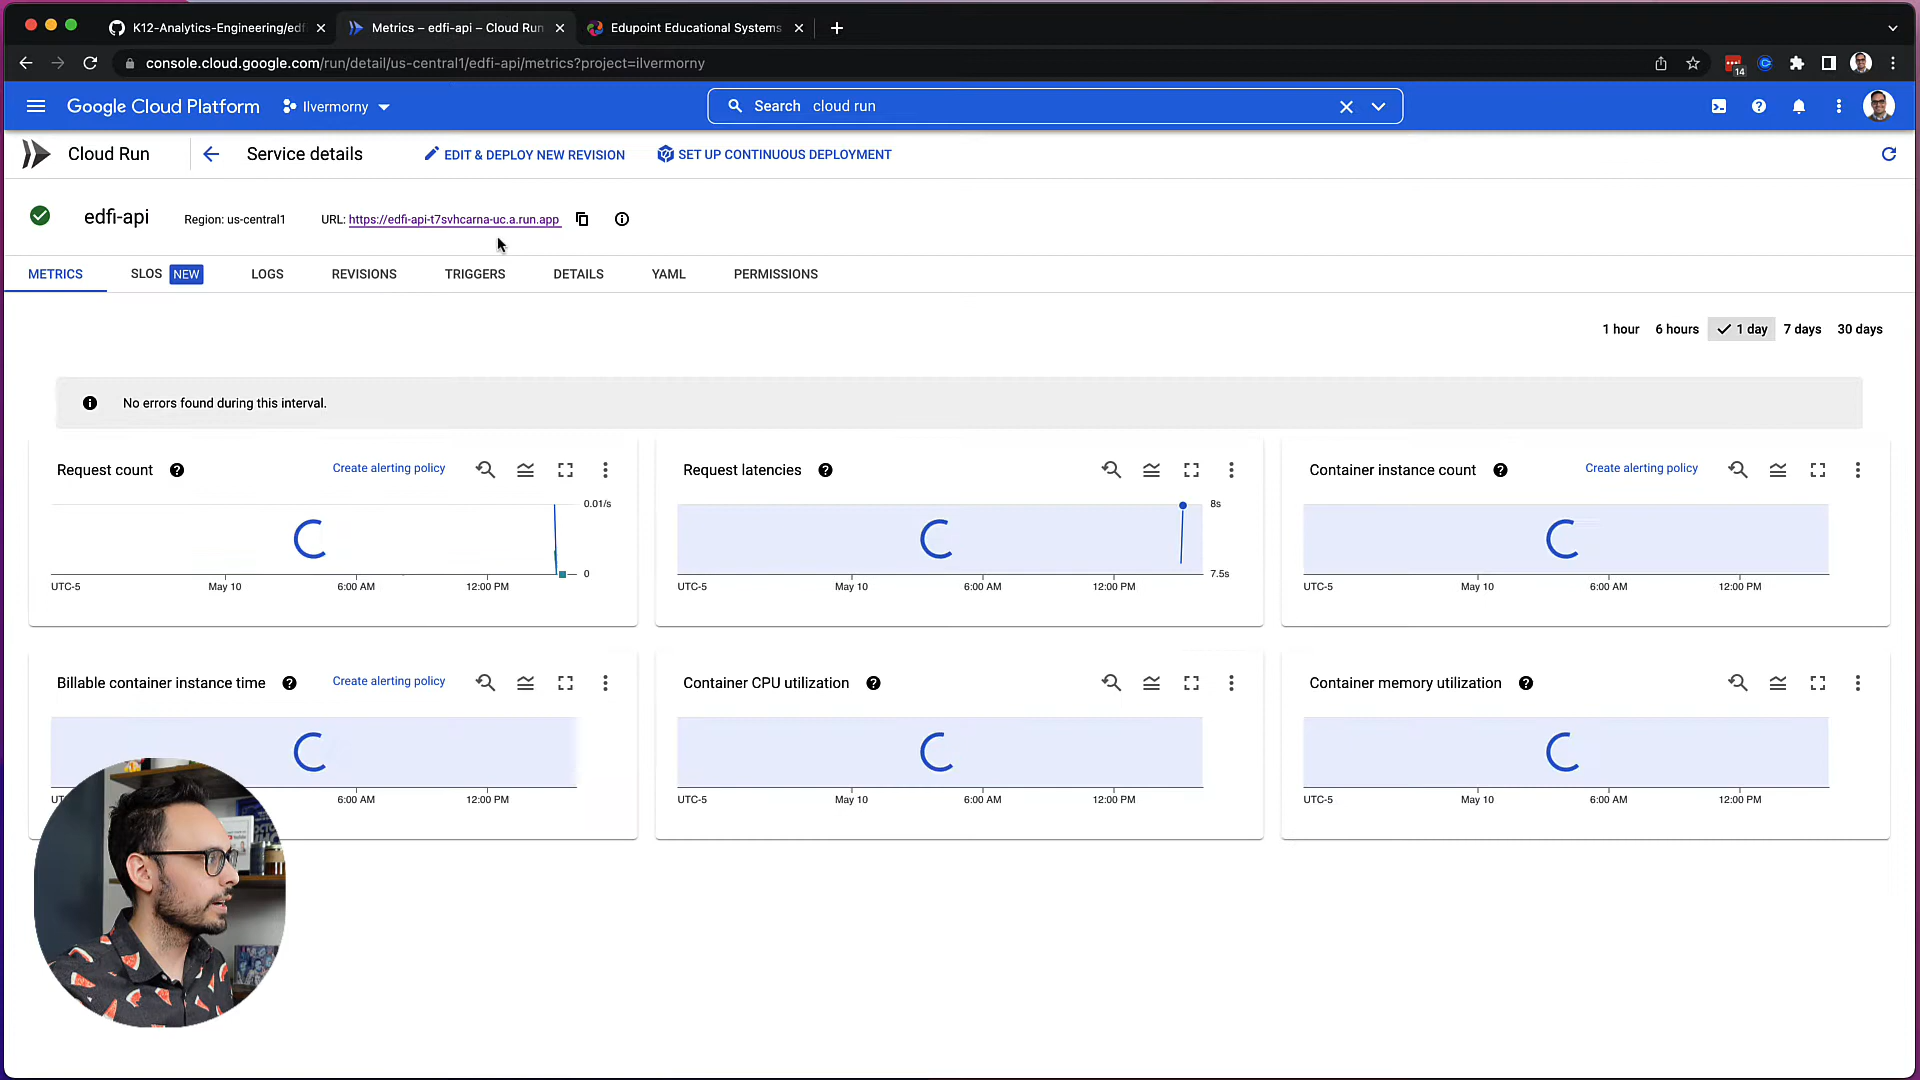 K12-Analytics-Engineering/edf
Metrics – edfi-api – Cloud Run
Edupoint Educational Systems
console.cloud.google.com/run/detail/us-central1/edfi-api/metrics?project=ilvermorny
14
Google Cloud Platform
Ilvermorny
Search cloud run
Cloud Run
Service details
EDIT & DEPLOY NEW REVISION
SET UP CONTINUOUS DEPLOYMENT
edfi-api
Region: us-central1
URL: https://edfi-api-t7svhcarna-uc.a.run.app
METRICS
SLOS NEW
LOGS
REVISIONS
TRIGGERS
DETAILS
YAML
PERMISSIONS
1 hour
6 hours
1 day
7 days
30 days
No errors found during this interval.
Request count
Create alerting policy
0.01/s
0
UTC-5
May 10
6:00 AM
12:00 PM
Request latencies
8s
7.5s
UTC-5
May 10
6:00 AM
12:00 PM
Container instance count
Create alerting policy
UTC-5
May 10
6:00 AM
12:00 PM
Billable container instance time
Create alerting policy
6:00 AM
12:00 PM
Container CPU utilization
UTC-5
May 10
6:00 AM
12:00 PM
Container memory utilization
UTC-5
May 10
6:00 AM
12:00 PM